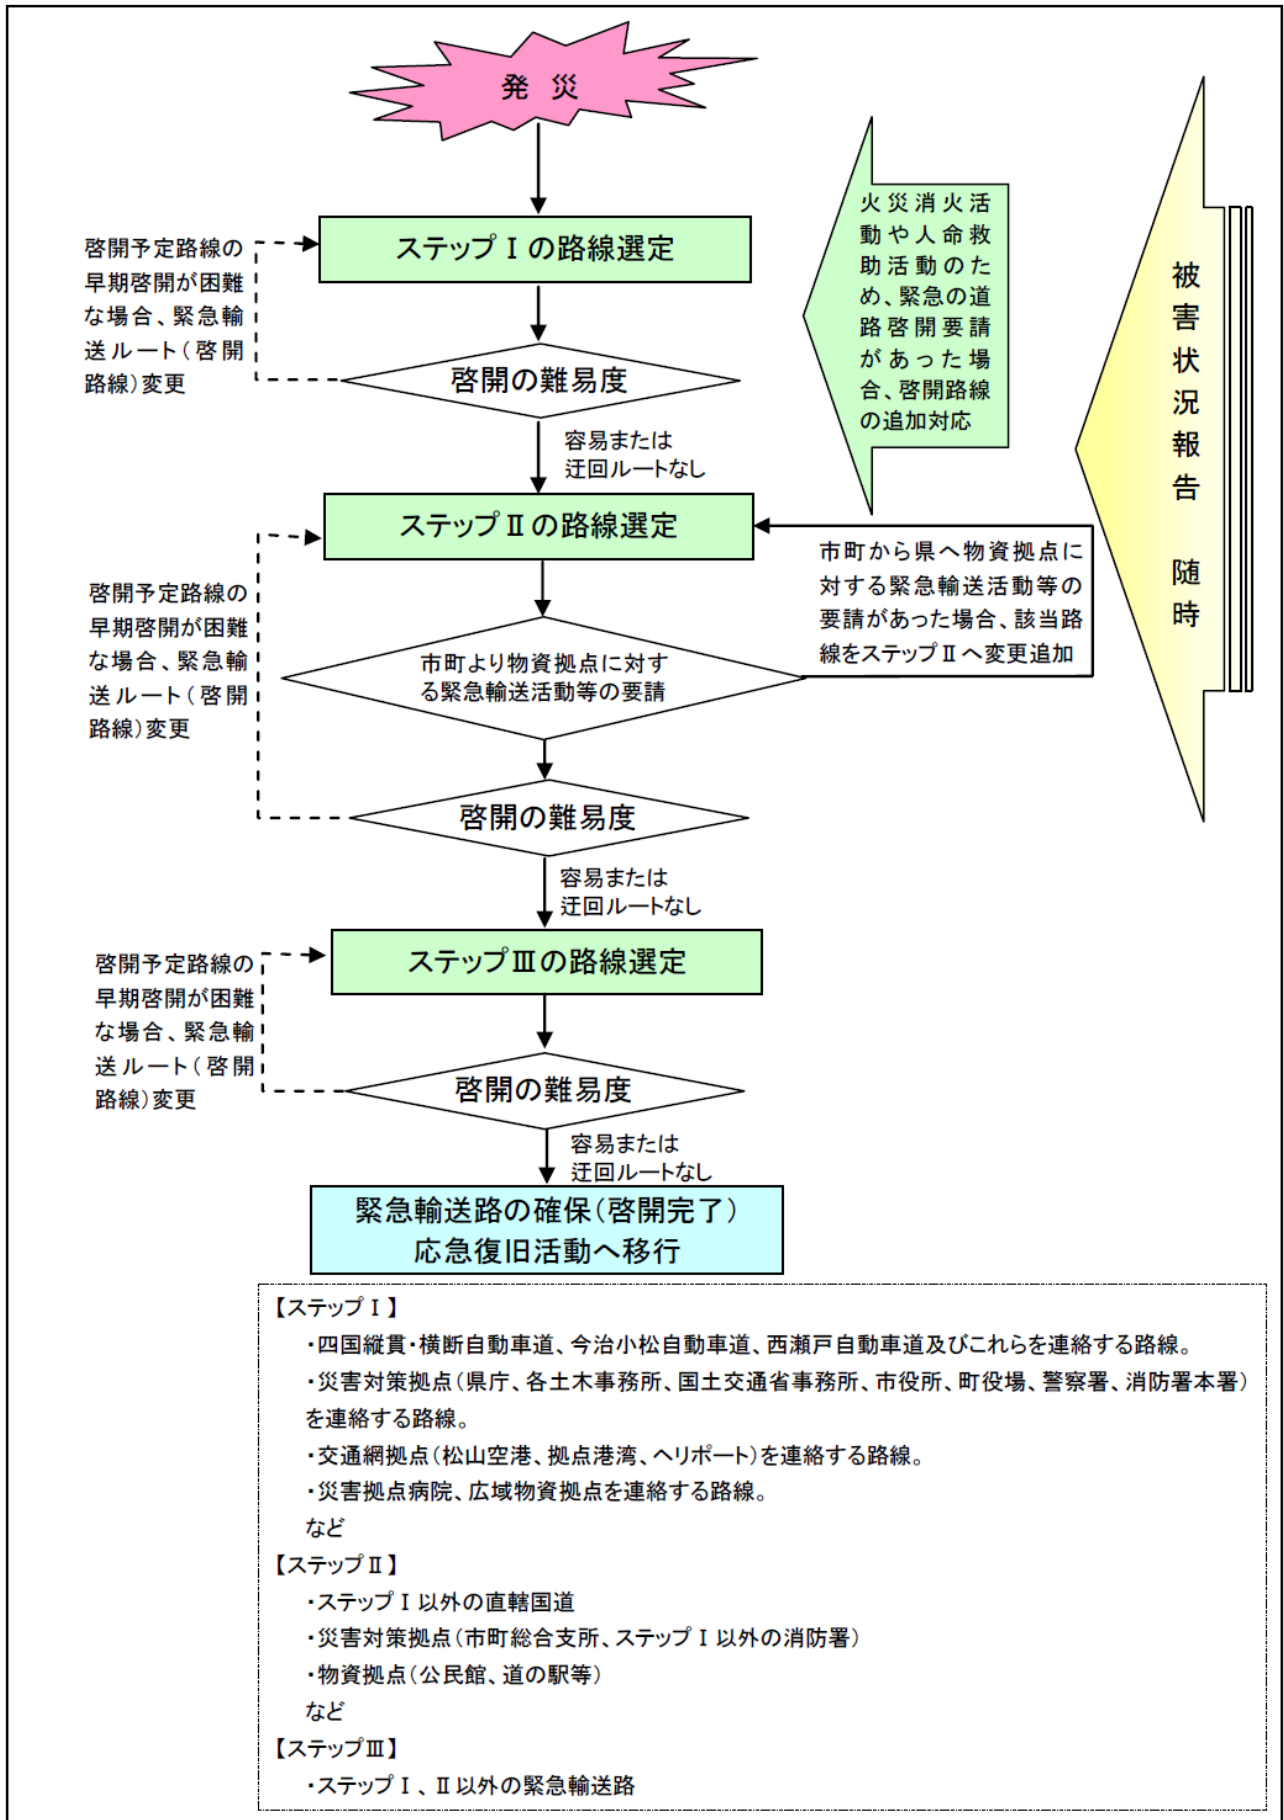 発 災
ステップⅠの路線選定
啓開予定路線の
早期啓開が困難
な場合、緊急輸
送ルート（啓開
路線）変更
啓開の難易度
容易または
迂回ルートなし
火災消火活
動や人命救
助活動のた
め、緊急の道
路啓開要請
があった場
合、啓開路線
の追加対応
被害状況報告 随時
ステップⅡの路線選定
市町から県へ物資拠点に
対する緊急輸送活動等の
要請があった場合、該当路
線をステップⅡへ変更追加
啓開予定路線の
早期啓開が困難
な場合、緊急輸
送ルート（啓開
路線）変更
市町より物資拠点に対す
る緊急輸送活動等の要請
啓開の難易度
容易または
迂回ルートなし
ステップⅢの路線選定
啓開予定路線の
早期啓開が困難
な場合、緊急輸
送ルート（啓開
路線）変更
啓開の難易度
容易または
迂回ルートなし
緊急輸送路の確保（啓開完了）
応急復旧活動へ移行
【ステップⅠ】
・四国縦貫・横断自動車道、今治小松自動車道、西瀬戸自動車道及びこれらを連絡する路線。
・災害対策拠点（県庁、各土木事務所、国土交通省事務所、市役所、町役場、警察署、消防署本署）
を連絡する路線。
・交通網拠点（松山空港、拠点港湾、ヘリポート）を連絡する路線。
・災害拠点病院、広域物資拠点を連絡する路線。
など
【ステップⅡ】
・ステップⅠ以外の直轄国道
・災害対策拠点（市町総合支所、ステップⅠ以外の消防署）
・物資拠点（公民館、道の駅等）
など
【ステップⅢ】
・ステップⅠ、Ⅱ以外の緊急輸送路